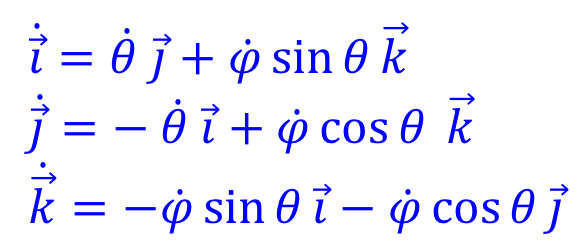 i⃗̇ = θ̇ j⃗ + φ̇ sin θ k⃗
j⃗̇ = − θ̇ i⃗ + φ̇ cos θ k⃗
k⃗̇ = −φ̇ sin θ i⃗ − φ̇ cos θ j⃗